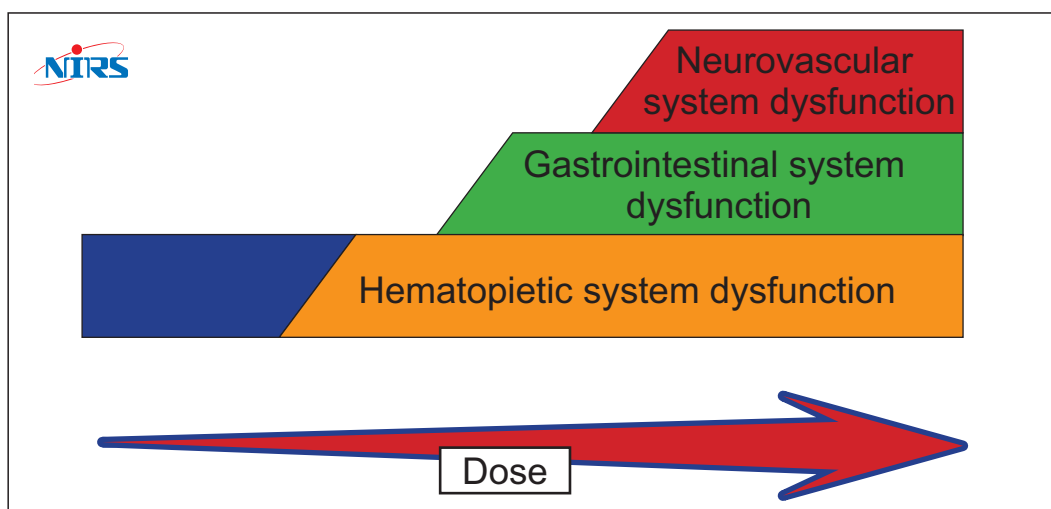 NIRS
Neurovascular
system dysfunction
Gastrointestinal system
dysfunction
Hematopietic system dysfunction
Dose